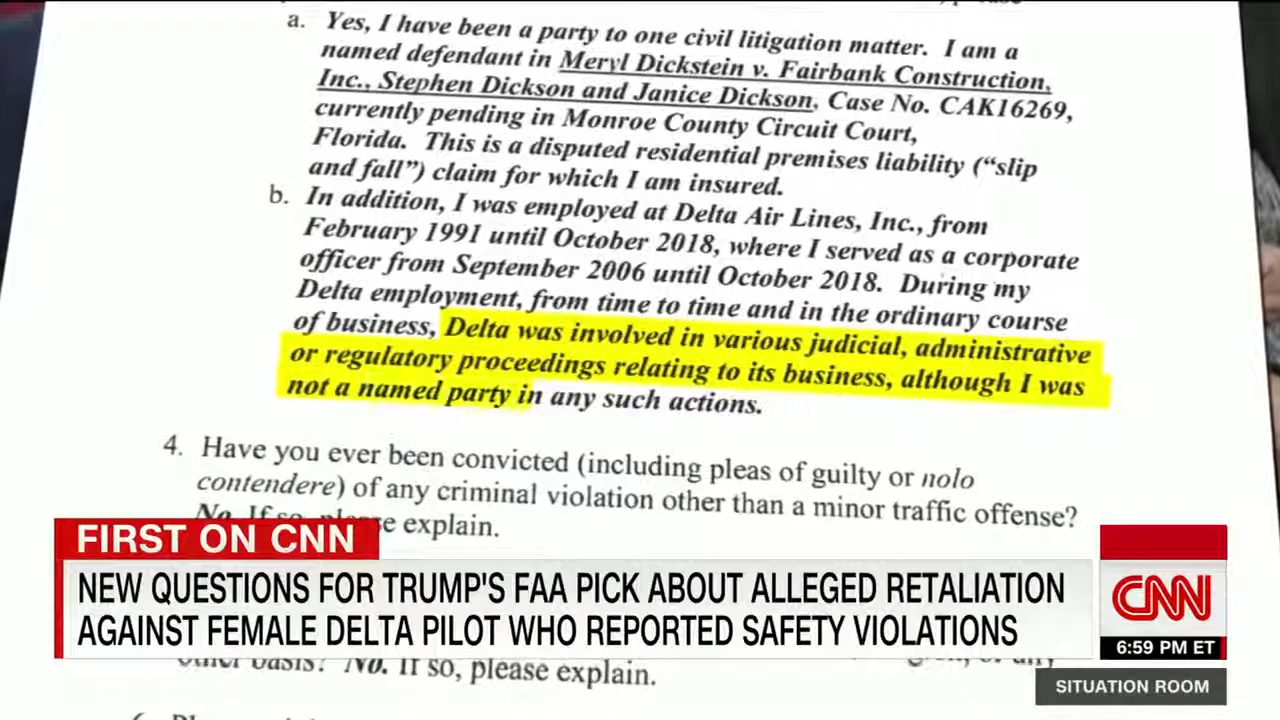 a. Yes, I have been a party to one civil litigation matter. I am a
named defendant in Meryl Dickstein v. Fairbank Construction,
Inc., Stephen Dickson and Janice Dickson, Case No. CAK16269,
currently pending in Monroe County Circuit Court,
Florida. This is a disputed residential premises liability (“slip
and fall”) claim for which I am insured.
b. In addition, I was employed at Delta Air Lines, Inc., from
February 1991 until October 2018, where I served as a corporate
officer from September 2006 until October 2018. During my
Delta employment, from time to time and in the ordinary course
of business, Delta was involved in various judicial, administrative
or regulatory proceedings relating to its business, although I was
not a named party in any such actions.
4. Have you ever been convicted (including pleas of guilty or nolo
contendere) of any criminal violation other than a minor traffic offense?
No. If so, please explain.
FIRST ON CNN
NEW QUESTIONS FOR TRUMP'S FAA PICK ABOUT ALLEGED RETALIATION
AGAINST FEMALE DELTA PILOT WHO REPORTED SAFETY VIOLATIONS
CNN
6:59 PM ET
other basis? No. If so, please explain.
SITUATION ROOM